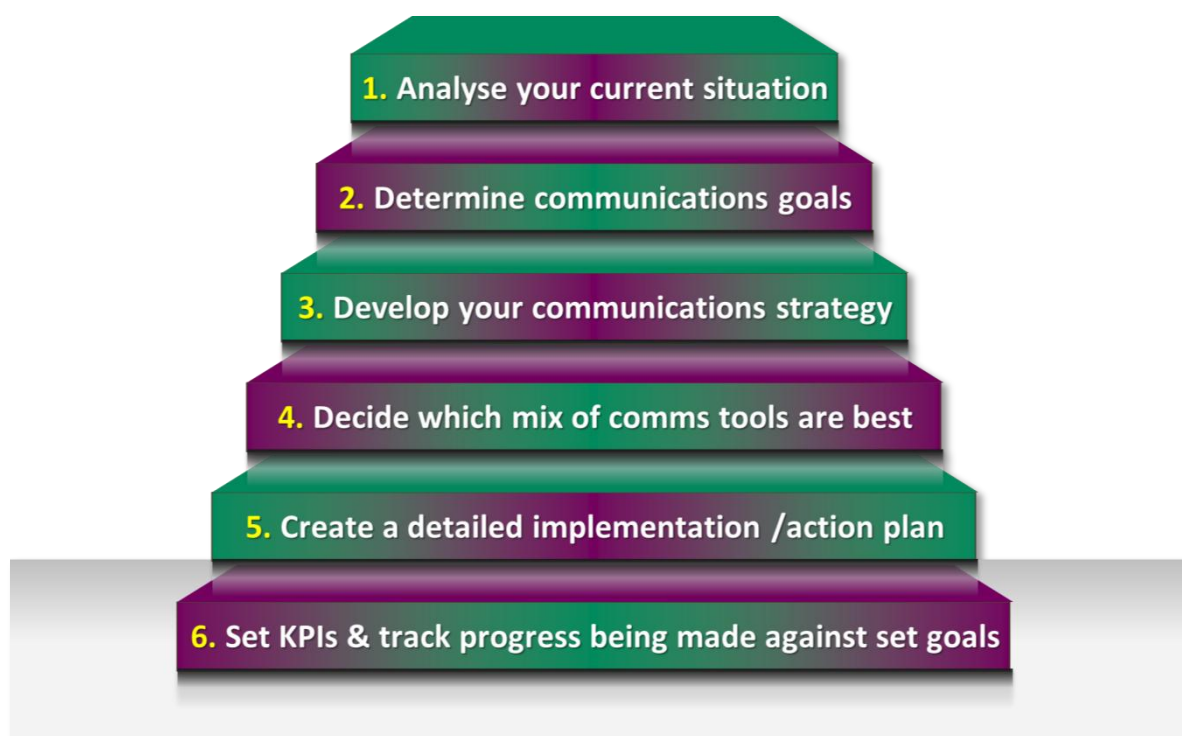 1. Analyse your current situation
2. Determine communications goals
3. Develop your communications strategy
4. Decide which mix of comms tools are best
5. Create a detailed implementation /action plan
6. Set KPIs & track progress being made against set goals